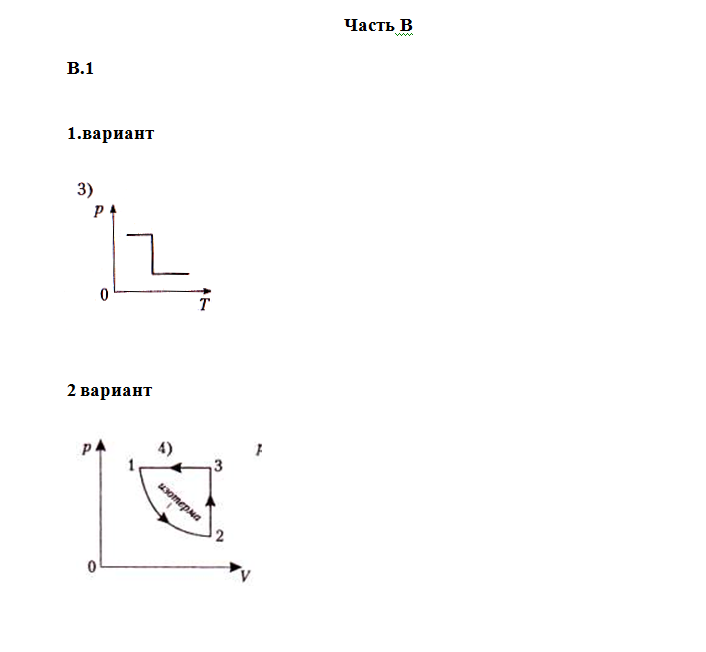 Часть В
В.1
1.вариант
3)
p
0
T
2 вариант
p
4)
1
3
изотерма
2
0
V